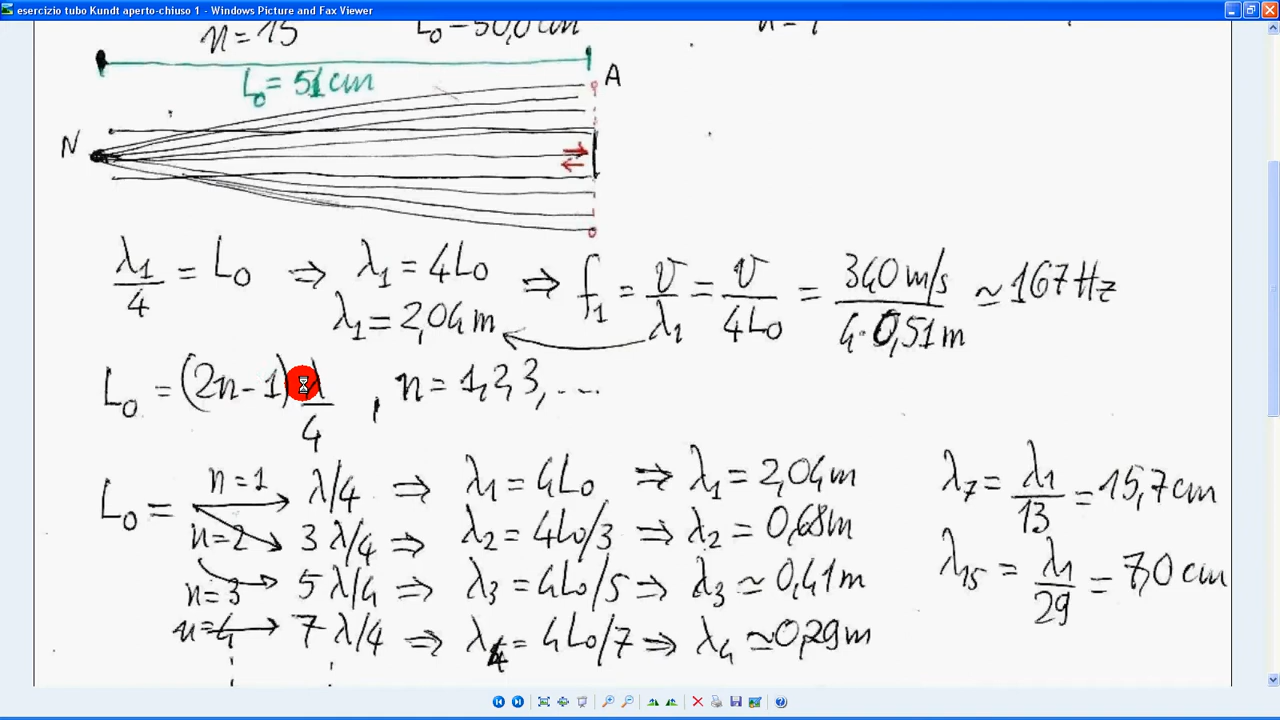 esercizio tubo Kundt aperto-chiuso 1 - Windows Picture and Fax Viewer
n = 15 L₀ = 50,0 cm
L₀ = 51 cm
A
N
λ₁/4 = L₀ ⇒ λ₁ = 4L₀ ⇒ f₁ = v/λ₁ = v/4L₀ = 340 m/s / 4·0,51 m ≃ 167 Hz
λ₁ = 2,04 m
L₀ = (2n-1) λ/4 , n = 1,2,3, ...
L₀ = n=1 λ/4 ⇒ λ₁ = 4L₀ ⇒ λ₁ = 2,04 m
n=2 3 λ/4 ⇒ λ₂ = 4L₀/3 ⇒ λ₂ = 0,68 m
n=3 5 λ/4 ⇒ λ₃ = 4L₀/5 ⇒ λ₃ ≃ 0,41 m
n=4 7 λ/4 ⇒ λ₄ = 4L₀/7 ⇒ λ₄ ≃ 0,29 m
λ₇ = λ₁/13 = 15,7 cm
λ₁₅ = λ₁/29 = 7,0 cm